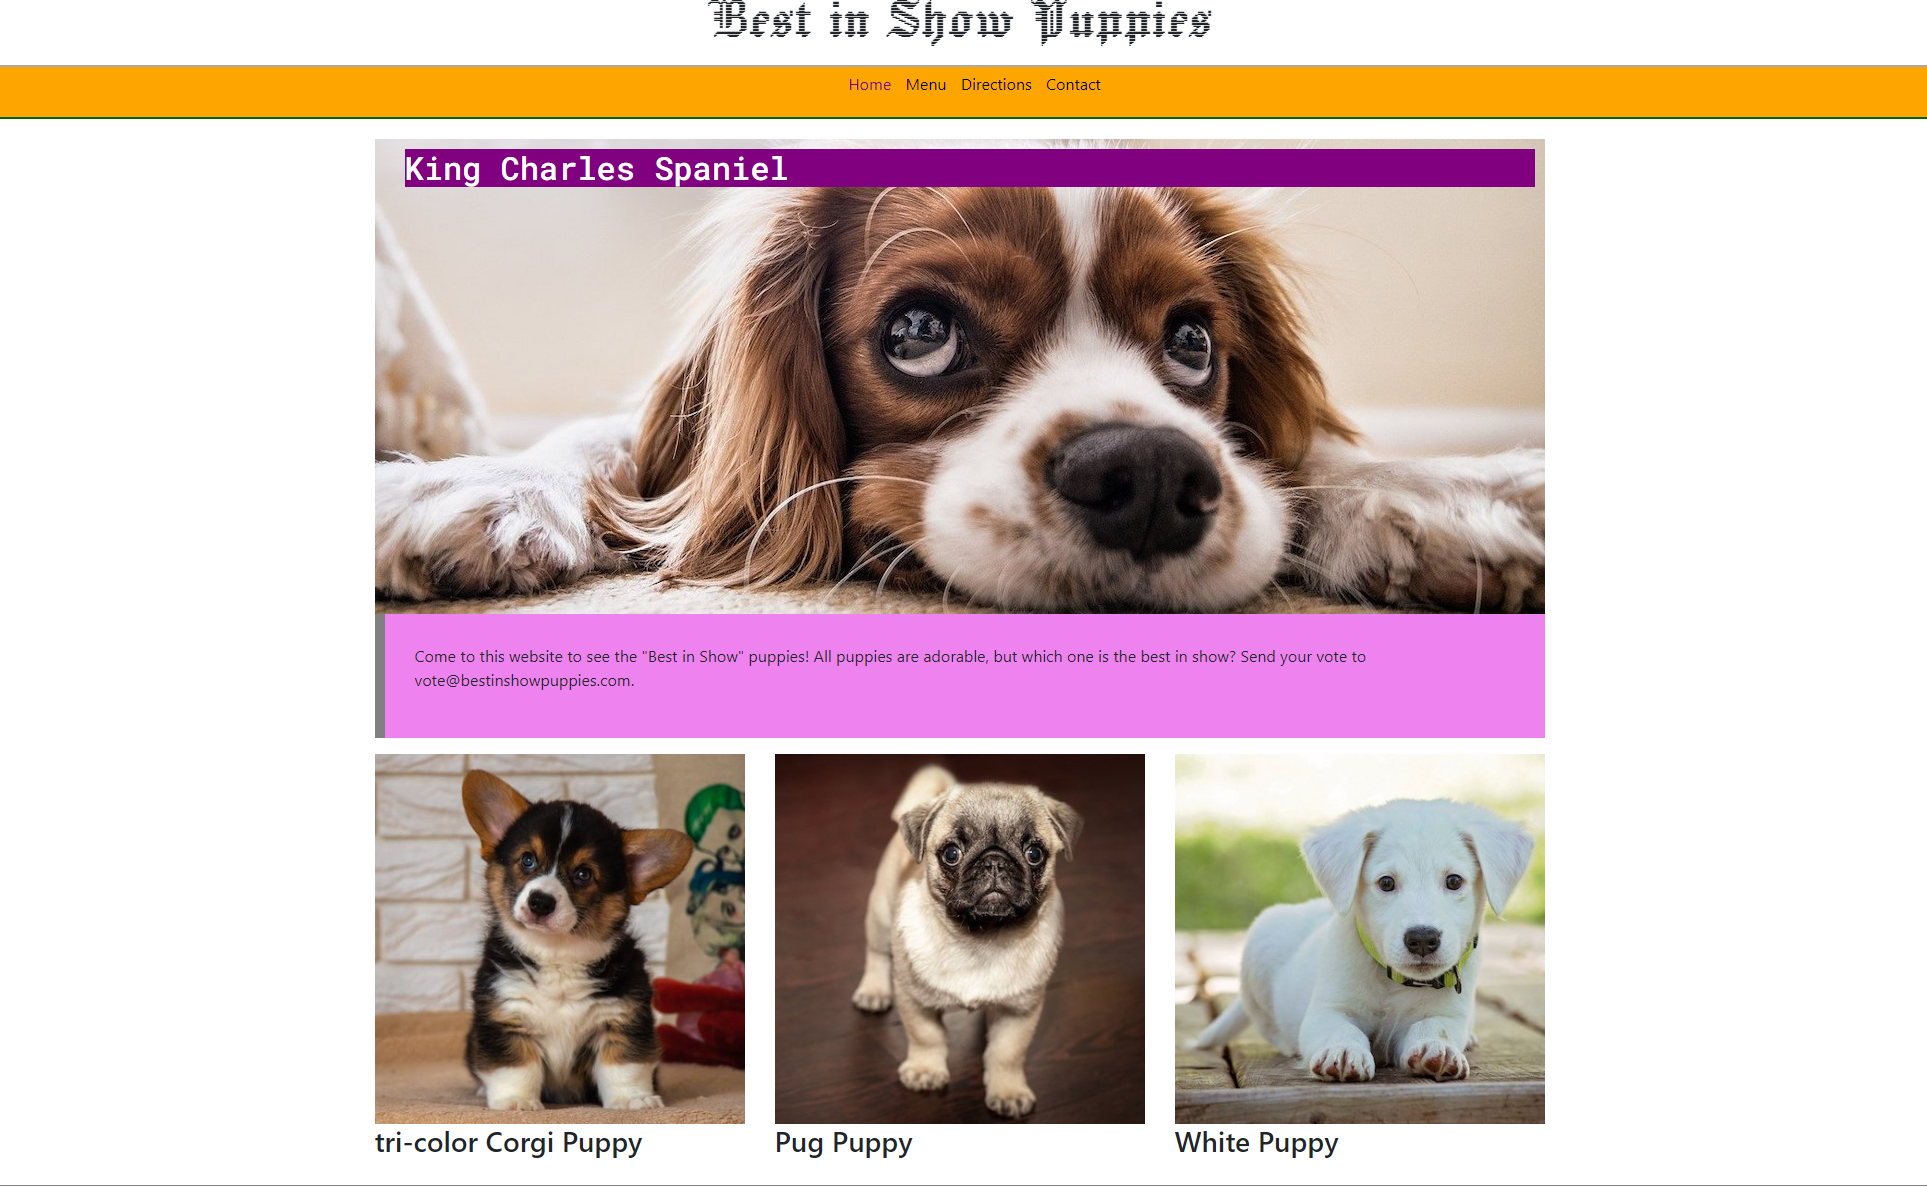 Best in Show Puppies
Home Menu Directions Contact
King Charles Spaniel
Come to this website to see the "Best in Show" puppies! All puppies are adorable, but which one is the best in show? Send your vote to
vote@bestinshowpuppies.com.
tri-color Corgi Puppy
Pug Puppy
White Puppy